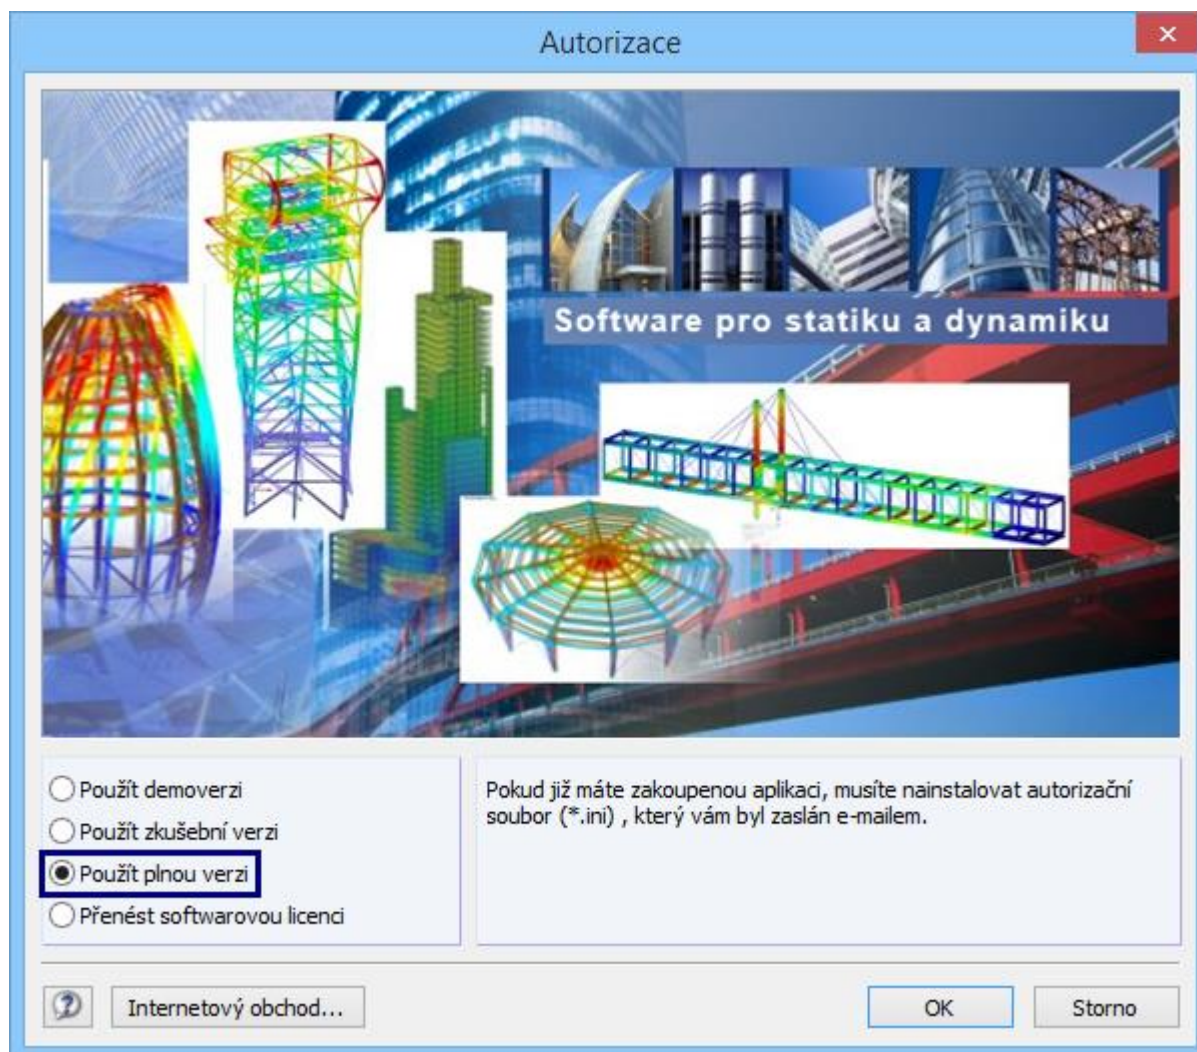 Autorizace
Software pro statiku a dynamiku
Použít demoverzi
Použít zkušební verzi
Použít plnou verzi
Přenést softwarovou licenci
Pokud již máte zakoupenou aplikaci, musíte nainstalovat autorizační
soubor (*.ini) , který vám byl zaslán e-mailem.
Internetový obchod...
OK
Storno